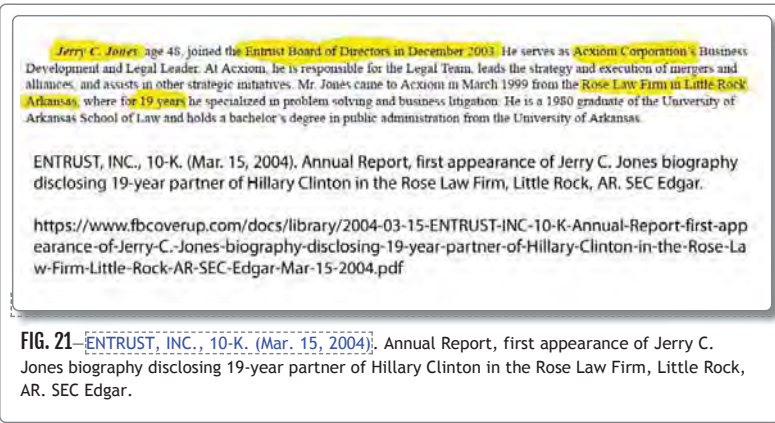 Jerry C. Jones, age 48, joined the Entrust Board of Directors in December 2003. He serves as Acxiom Corporation's Business
Development and Legal Leader. At Acxiom, he is responsible for the Legal Team, leads the strategy and execution of mergers and
alliances, and assists in other strategic initiatives. Mr. Jones came to Acxiom in March 1999 from the Rose Law Firm in Little Rock
Arkansas, where for 19 years he specialized in problem solving and business litigation. He is a 1980 graduate of the University of
Arkansas School of Law and holds a bachelor's degree in public administration from the University of Arkansas.
ENTRUST, INC., 10-K. (Mar. 15, 2004). Annual Report, first appearance of Jerry C. Jones biography
disclosing 19-year partner of Hillary Clinton in the Rose Law Firm, Little Rock, AR. SEC Edgar.
https://www.fbcoverup.com/docs/library/2004-03-15-ENTRUST-INC-10-K-Annual-Report-first-app
earance-of-Jerry-C.-Jones-biography-disclosing-19-year-partner-of-Hillary-Clinton-in-the-Rose-La
w-Firm-Little-Rock-AR-SEC-Edgar-Mar-15-2004.pdf
FIG. 21—ENTRUST, INC., 10-K. (Mar. 15, 2004). Annual Report, first appearance of Jerry C.
Jones biography disclosing 19-year partner of Hillary Clinton in the Rose Law Firm, Little Rock,
AR. SEC Edgar.